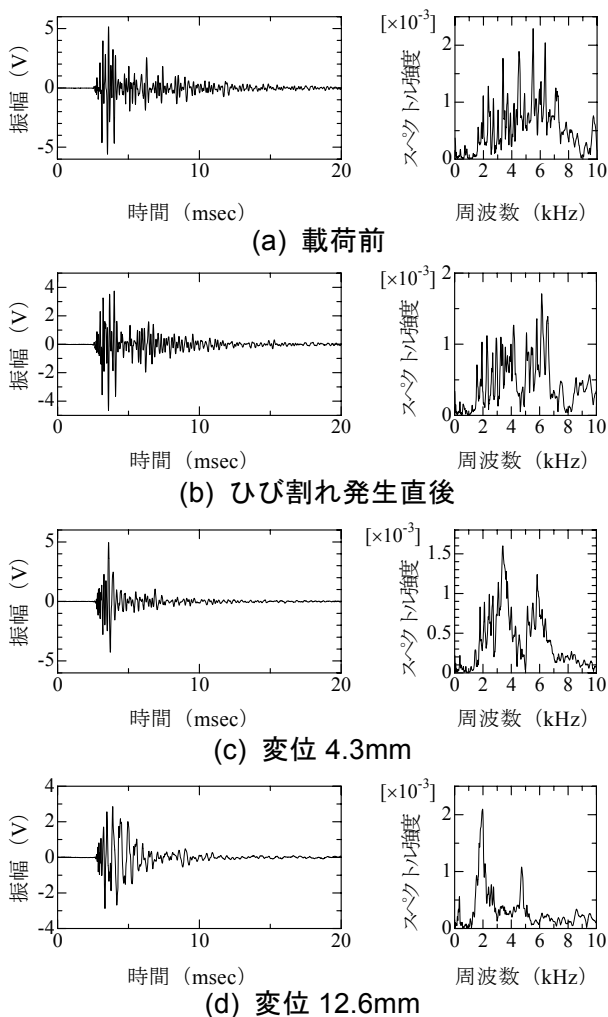 5
0
-5
0
10
20
振幅 (V)
時間 (msec)
[×10⁻³]
2
1
0
0 2 4 6 8 10
スペクトル強度
周波数 (kHz)
(a) 載荷前
4
2
0
-2
-4
0
10
20
振幅 (V)
時間 (msec)
[×10⁻³]
2
1
0
0 2 4 6 8 10
スペクトル強度
周波数 (kHz)
(b) ひび割れ発生直後
5
0
-5
0
10
20
振幅 (V)
時間 (msec)
[×10⁻³]
1.5
1
0.5
0
0 2 4 6 8 10
スペクトル強度
周波数 (kHz)
(c) 変位 4.3mm
4
2
0
-2
-4
0
10
20
振幅 (V)
時間 (msec)
[×10⁻³]
2
1
0
0 2 4 6 8 10
スペクトル強度
周波数 (kHz)
(d) 変位 12.6mm